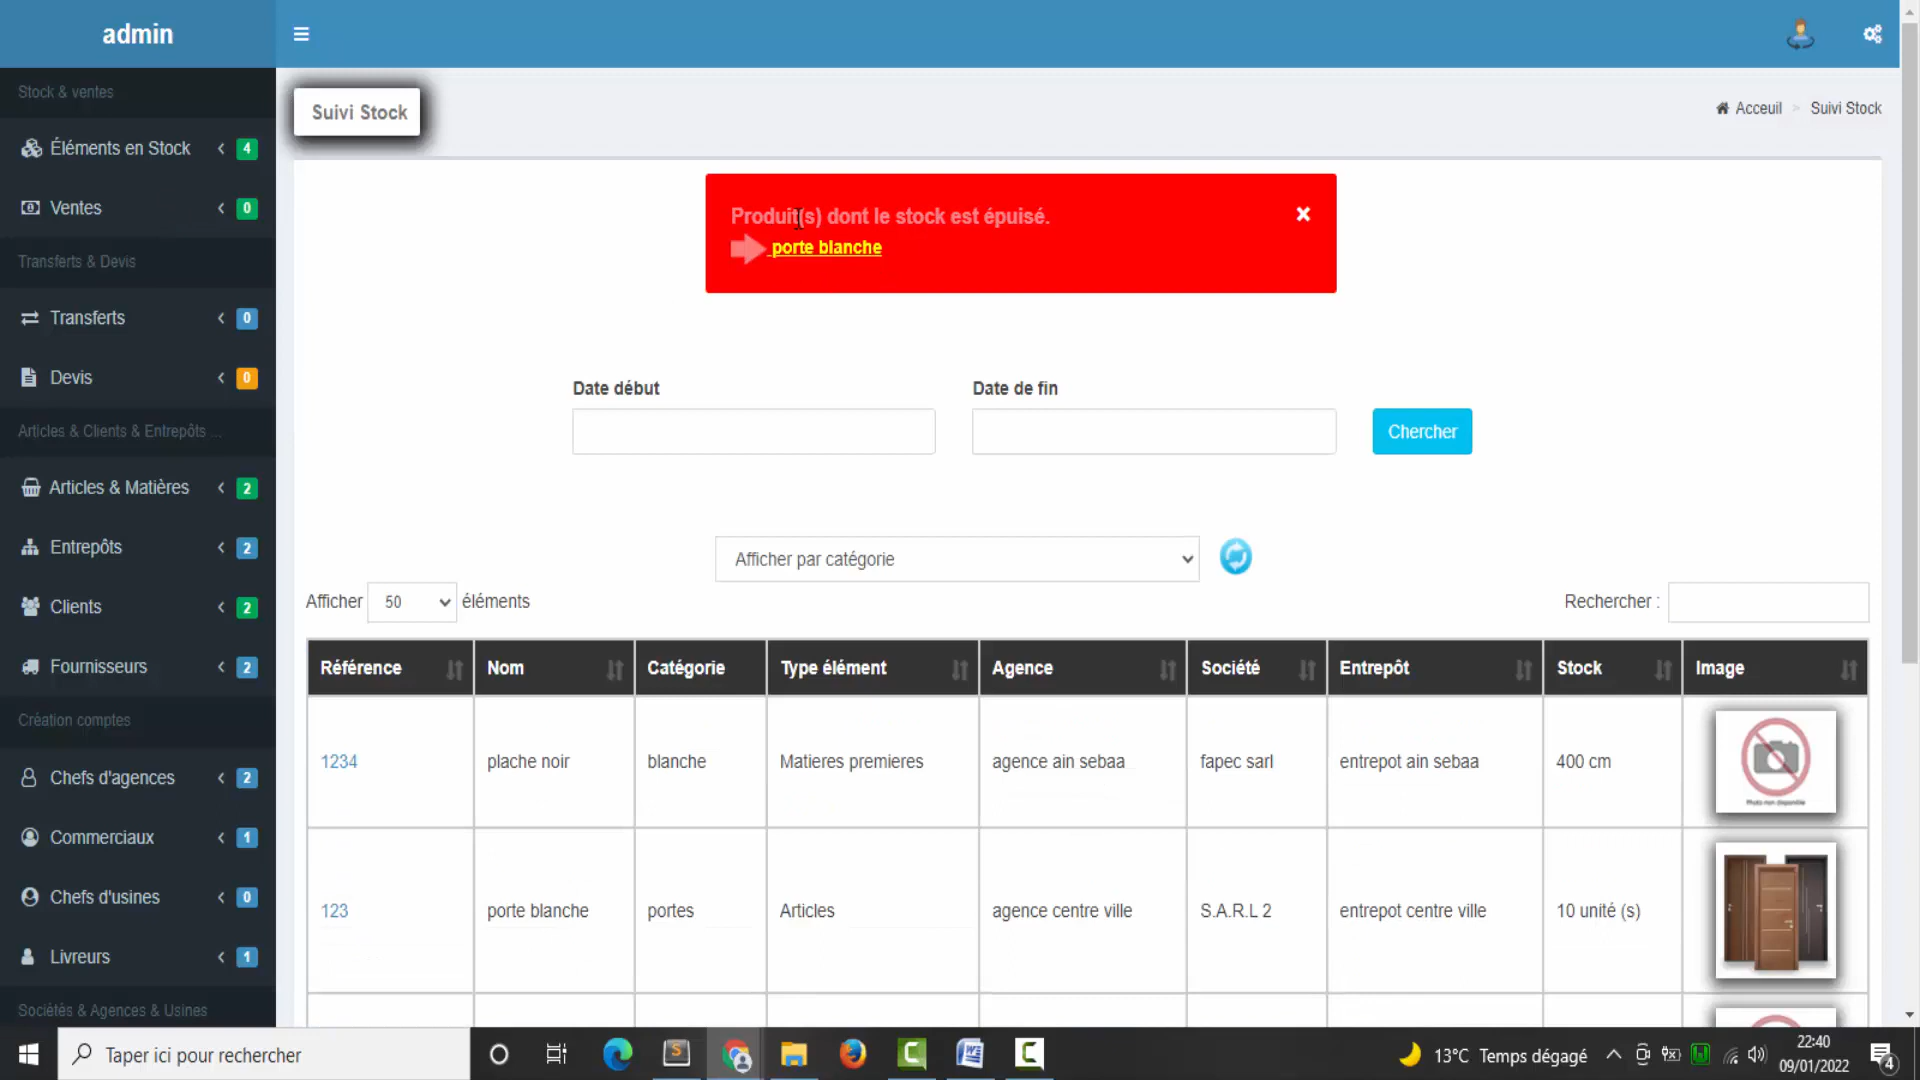 admin
Stock & ventes
Suivi Stock
Acceuil > Suivi Stock
Éléments en Stock 4
Ventes 0
Transferts & Devis
Transferts 0
Devis 0
Articles & Clients & Entrepôts ...
Articles & Matières 2
Entrepôts 2
Clients 2
Fournisseurs 2
Création comptes
Chefs d'agences 2
Commerciaux 1
Chefs d'usines 0
Livreurs 1
Sociétés & Agences & Usines
Produit(s) dont le stock est épuisé.
porte blanche
Date début
Date de fin
Chercher
Afficher par catégorie
Afficher 50 éléments
Rechercher :
Référence Nom Catégorie Type élément Agence Société Entrepôt Stock Image
1234 plache noir blanche Matieres premieres agence ain sebaa fapec sarl entrepot ain sebaa 400 cm
Photo non disponible
123 porte blanche portes Articles agence centre ville S.A.R.L 2 entrepot centre ville 10 unité (s)
Taper ici pour rechercher
13°C Temps dégagé
22:40
09/01/2022
4